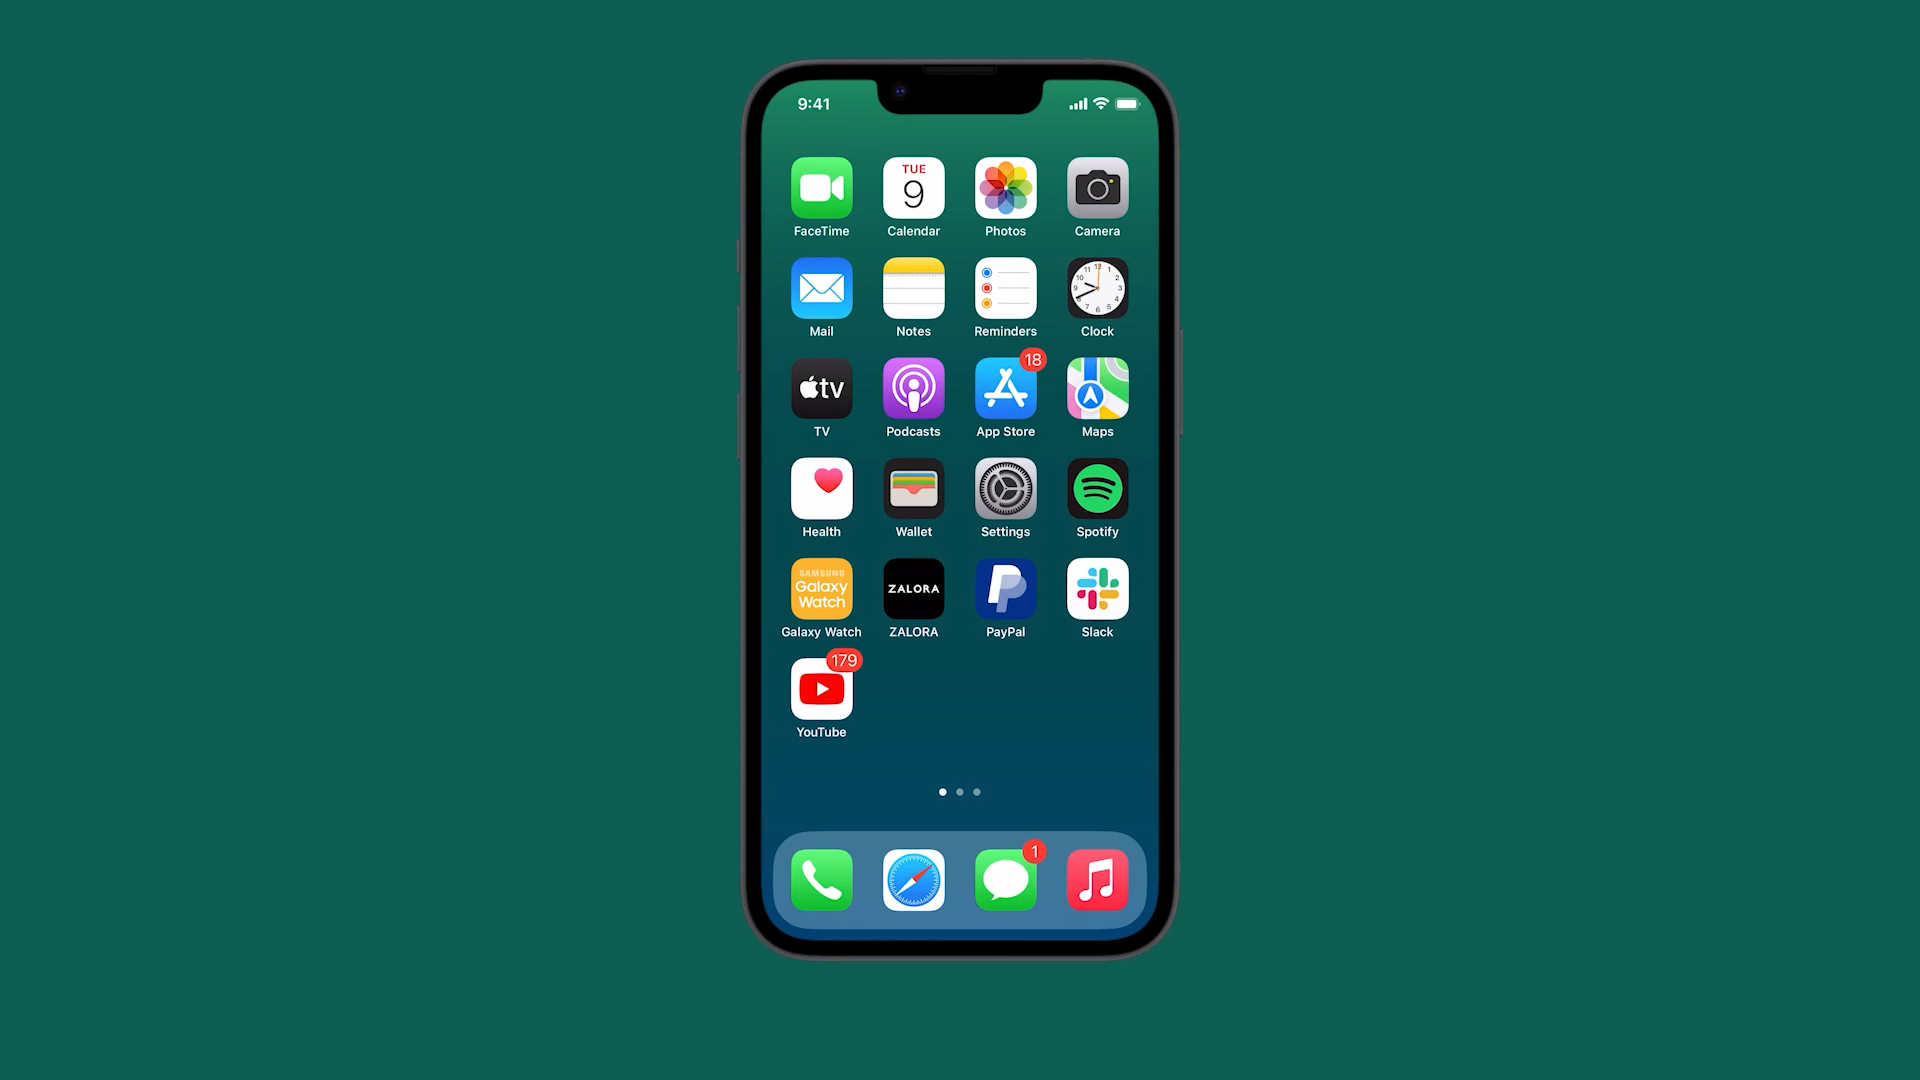 9:41
TUE
9
FaceTime
Calendar
Photos
Camera
Mail
Notes
Reminders
Clock
tv
18
TV
Podcasts
App Store
Maps
Health
Wallet
Settings
Spotify
SAMSUNG
Galaxy
Watch
ZALORA
Galaxy Watch
ZALORA
PayPal
Slack
179
YouTube
1